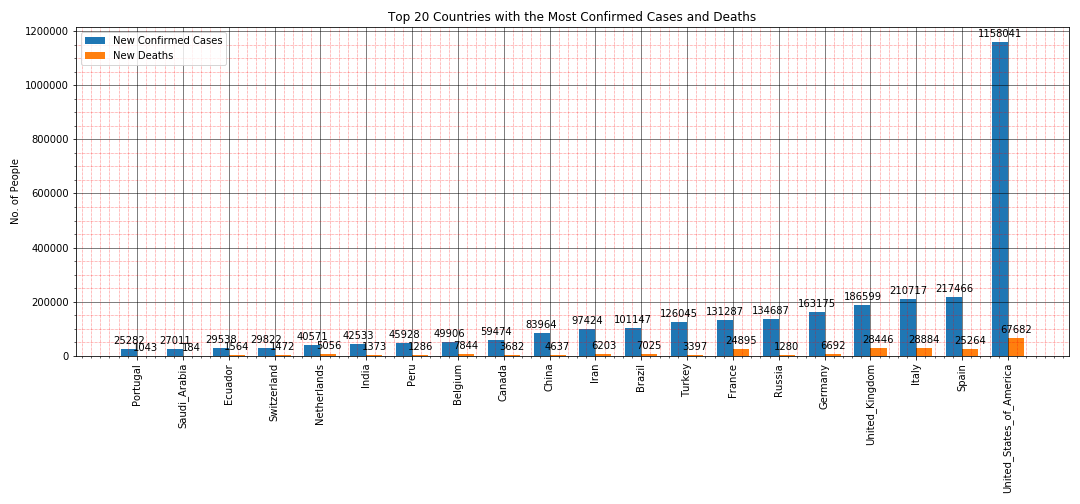 Top 20 Countries with the Most Confirmed Cases and Deaths
New Confirmed Cases
New Deaths
No. of People
1200000
1000000
800000
600000
400000
200000
0
25282
1043
27011
184
29538
1564
29822
1472
40571
5056
42533
1373
45928
1286
49906
7844
59474
3682
83964
4637
97424
6203
101147
7025
126045
3397
131287
24895
134687
1280
163175
6692
186599
28446
210717
28884
217466
25264
1158041
67682
Portugal
Saudi_Arabia
Ecuador
Switzerland
Netherlands
India
Peru
Belgium
Canada
China
Iran
Brazil
Turkey
France
Russia
Germany
United_Kingdom
Italy
Spain
United_States_of_America